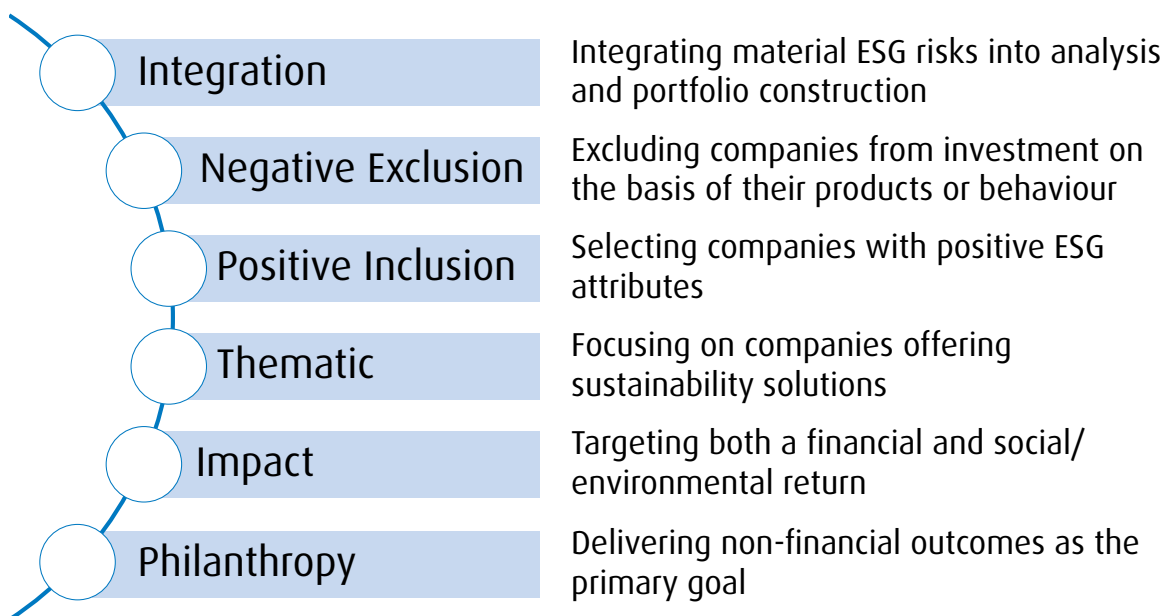 Integration
Integrating material ESG risks into analysis
and portfolio construction
Negative Exclusion
Excluding companies from investment on
the basis of their products or behaviour
Positive Inclusion
Selecting companies with positive ESG
attributes
Thematic
Focusing on companies offering
sustainability solutions
Impact
Targeting both a financial and social/
environmental return
Philanthropy
Delivering non-financial outcomes as the
primary goal